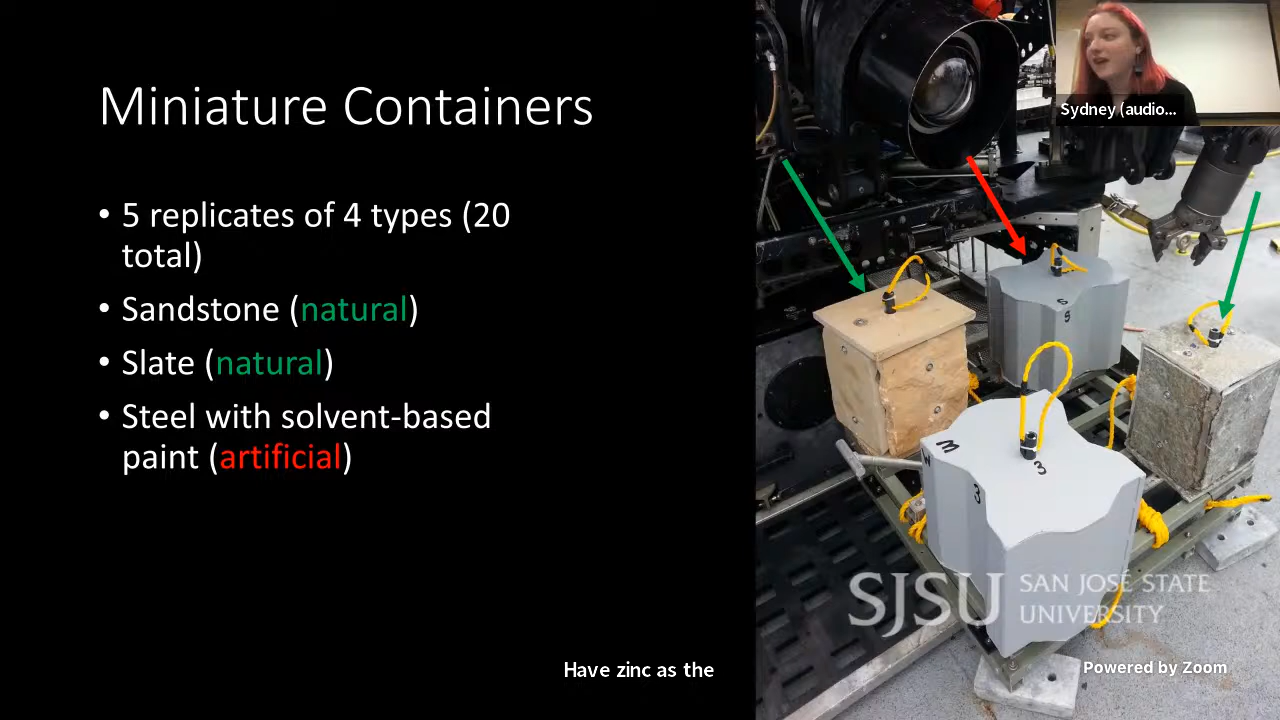 Miniature Containers
• 5 replicates of 4 types (20
total)
• Sandstone (natural)
• Slate (natural)
• Steel with solvent-based
paint (artificial)
Sydney (audio...
3
3
3
SJSU SAN JOSÉ STATE
UNIVERSITY
Have zinc as the
Powered by Zoom